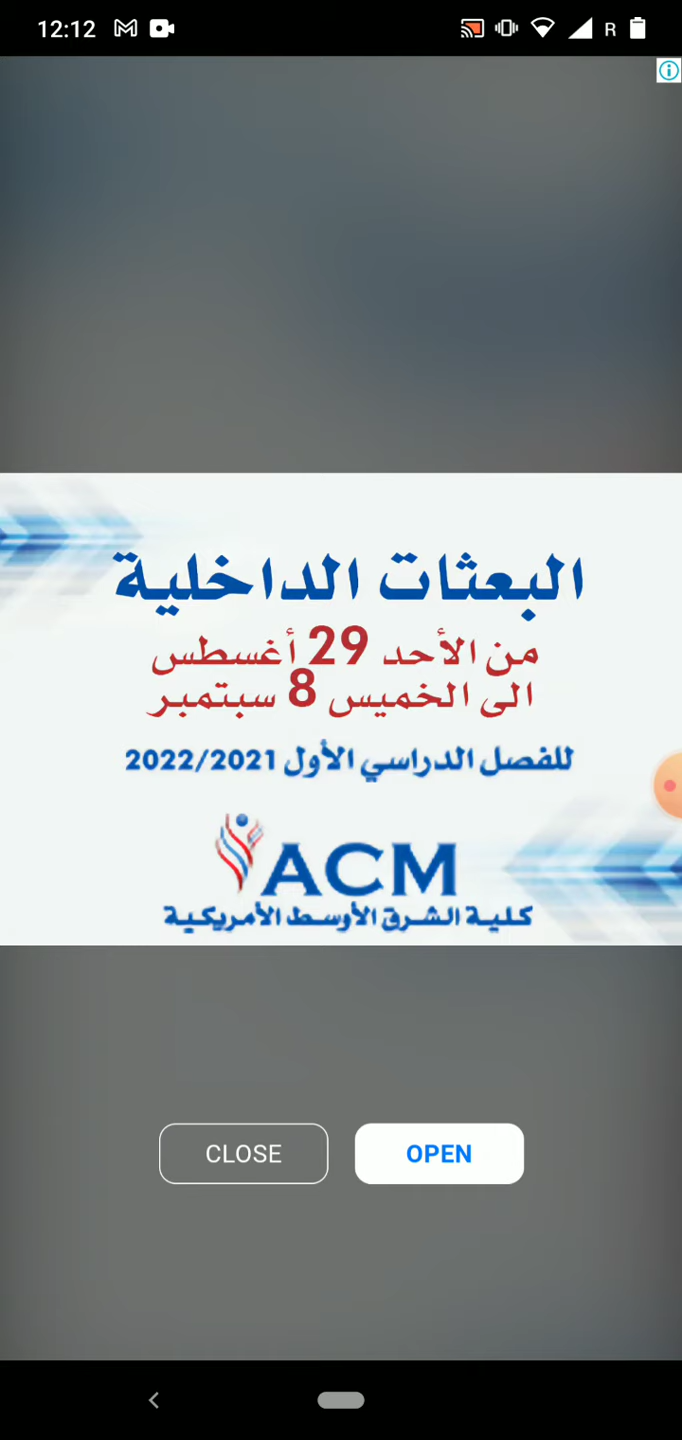 12:12
R
البعثات الداخلية
من الأحد 29 أغسطس
الى الخميس 8 سبتمبر
للفصل الدراسي الأول 2022/2021
ACM
كلية الشرق الأوسط الأمريكية
CLOSE
OPEN